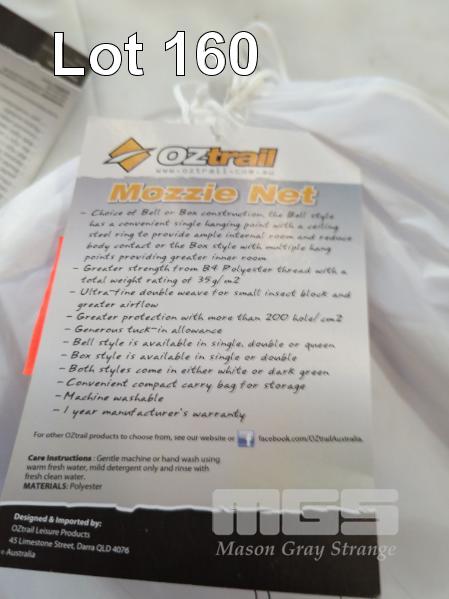 Lot 160
OZtrail
www.oztrail.com.au
Mozzie Net
- Choice of Bell or Box construction, the Bell style
has a convenient single hanging point with a ceiling
steel ring to provide ample internal room and reduce
body contact or the Box style with multiple hang
points providing greater inner room
- Greater strength from B4 Polyester thread with a
total weight rating of 35g/m2
- Ultra-fine double weave for small insect block and
greater airflow
- Greater protection with more than 200 hole/cm2
- Generous tuck-in allowance
- Bell style is available in single, double or queen
- Box style is available in single or double
- Both styles come in either white or dark green
- Convenient compact carry bag for storage
- Machine washable
- 1 year manufacturer's warranty
For other OZtrail products to choose from, see our website or f facebook.com/OZtrailAustralia.
Care Instructions: Gentle machine or hand wash using
warm fresh water, mild detergent only and rinse with
fresh clean water.
MATERIALS: Polyester
Designed & Imported by:
OZtrail Leisure Products
45 Limestone Street, Darra QLD 4076
Australia
MGS
Mason Gray Strange